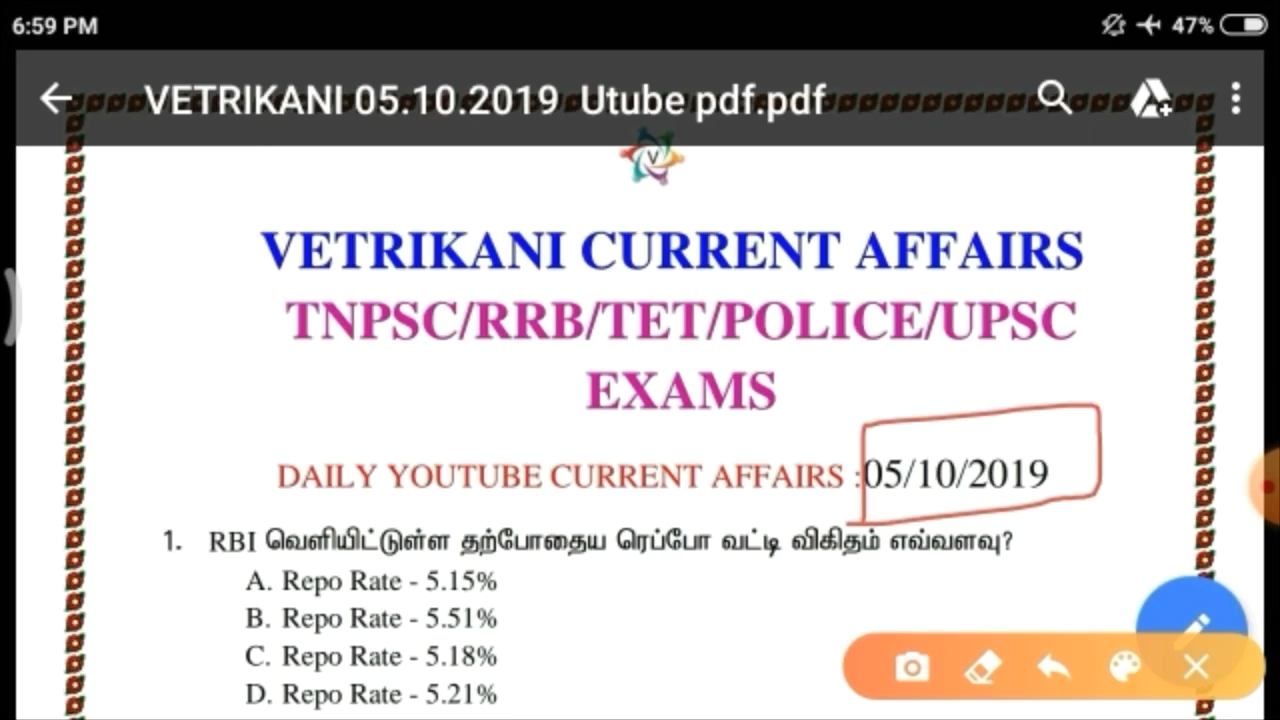 6:59 PM 47%
VETRIKANI 05.10.2019 Utube pdf.pdf
V
VETRIKANI CURRENT AFFAIRS
TNPSC/RRB/TET/POLICE/UPSC
EXAMS
DAILY YOUTUBE CURRENT AFFAIRS :05/10/2019
1. RBI வெளியிட்டுள்ள தற்போதைய ரெப்போ வட்டி விகிதம் எவ்வளவு?
A. Repo Rate - 5.15%
B. Repo Rate - 5.51%
C. Repo Rate - 5.18%
D. Repo Rate - 5.21%